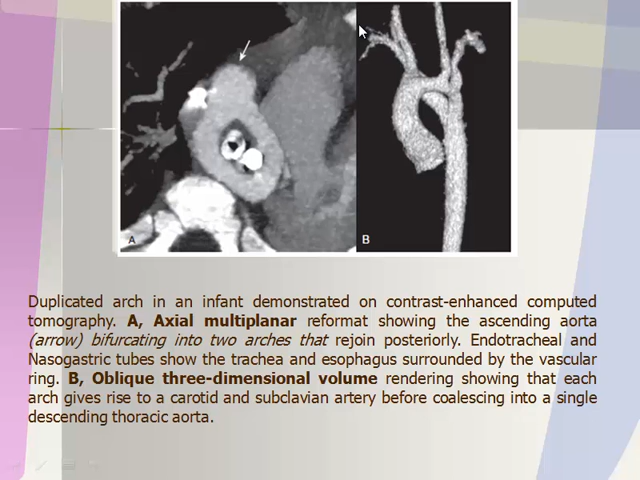 A
B
Duplicated arch in an infant demonstrated on contrast-enhanced computed
tomography. A, Axial multiplanar reformat showing the ascending aorta
(arrow) bifurcating into two arches that rejoin posteriorly. Endotracheal and
Nasogastric tubes show the trachea and esophagus surrounded by the vascular
ring. B, Oblique three-dimensional volume rendering showing that each
arch gives rise to a carotid and subclavian artery before coalescing into a single
descending thoracic aorta.